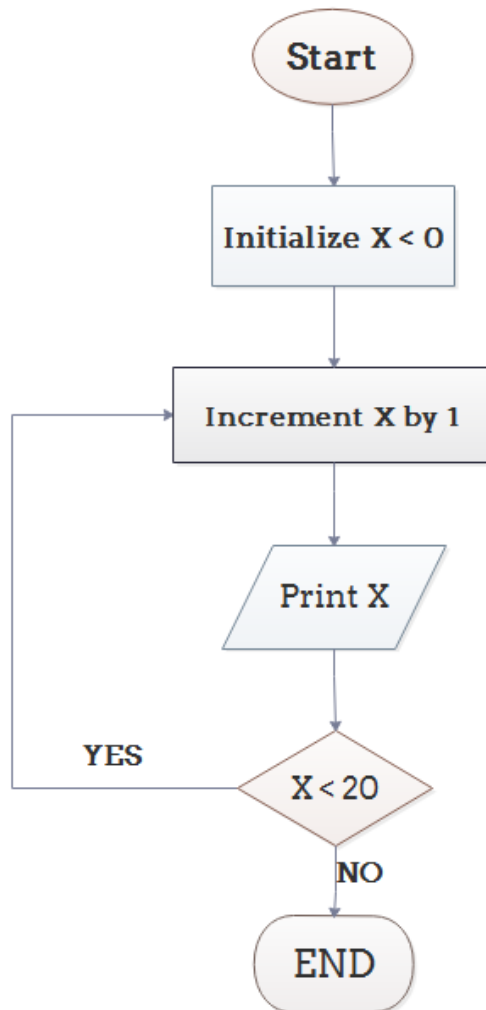 Start
Initialize X < 0
Increment X by 1
Print X
YES
X < 20
NO
END